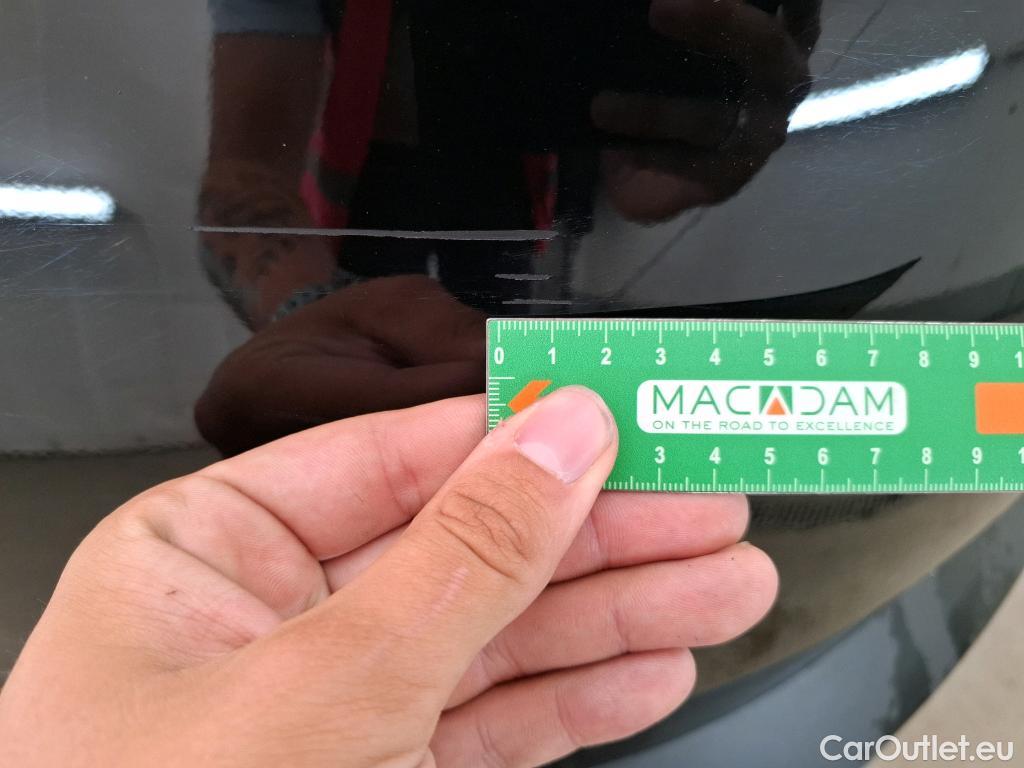 0 1 2 3 4 5 6 7 8 9 1
MACADAM
ON THE ROAD TO EXCELLENCE
3 4 5 6 7 8 9 1
CarOutlet.eu